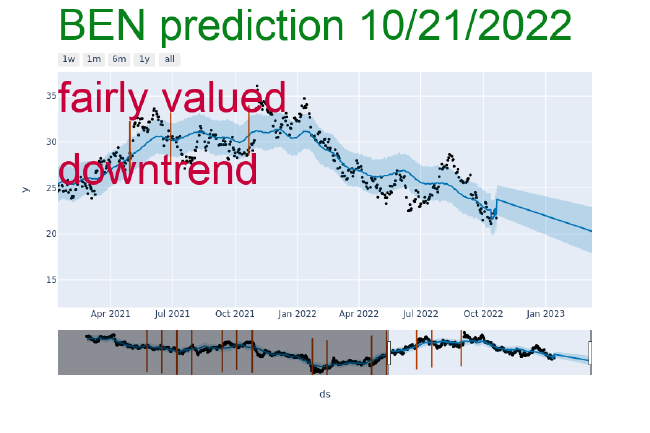 BEN prediction 10/21/2022
1w 1m 6m 1y all
fairly valued
downtrend
35
30
25
20
15
y
Apr 2021 Jul 2021 Oct 2021 Jan 2022 Apr 2022 Jul 2022 Oct 2022 Jan 2023
ds